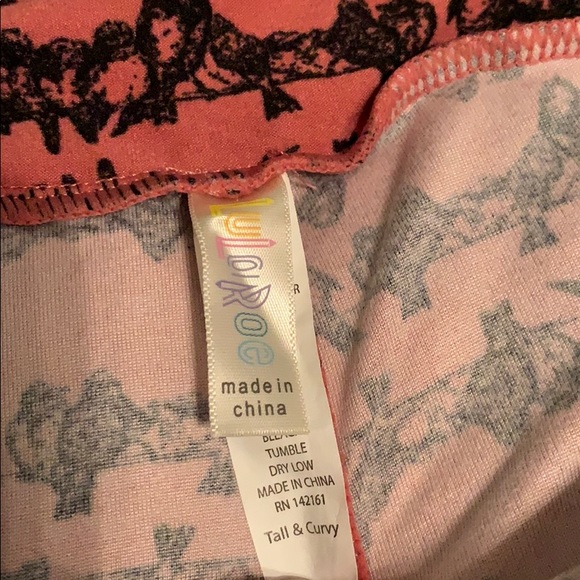 LuLaRoe
made in
china
R
TUMBLE
DRY LOW
MADE IN CHINA
RN 142161
Tall & Curvy